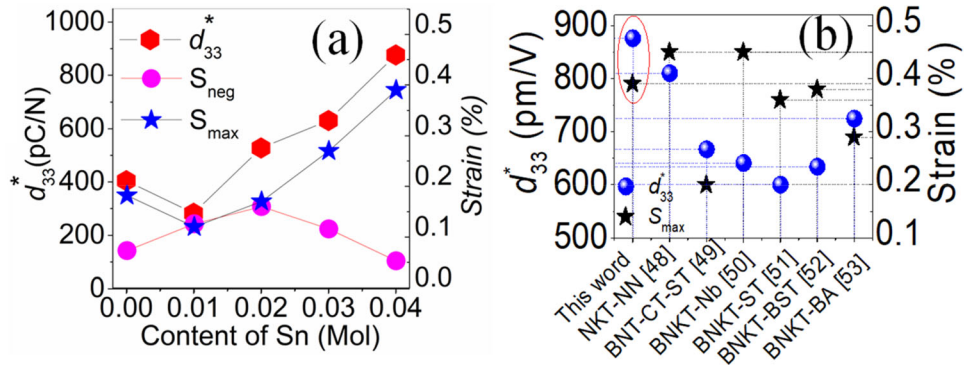 (a)
d*33
Sneg
Smax
1000
800
600
400
200
0
d*33(pC/N)
0.5
0.4
0.3
0.2
0.1
0.0
Strain (%)
0.00 0.01 0.02 0.03 0.04
Content of Sn (Mol)
(b)
d*33
Smax
900
800
700
600
500
d*33 (pm/V)
0.5
0.4
0.3
0.2
0.1
Strain (%)
This word
NKT-NN [48]
BNT-CT-ST [49]
BNKT-Nb [50]
BNKT-ST [51]
BNKT-BST [52]
BNKT-BA [53]